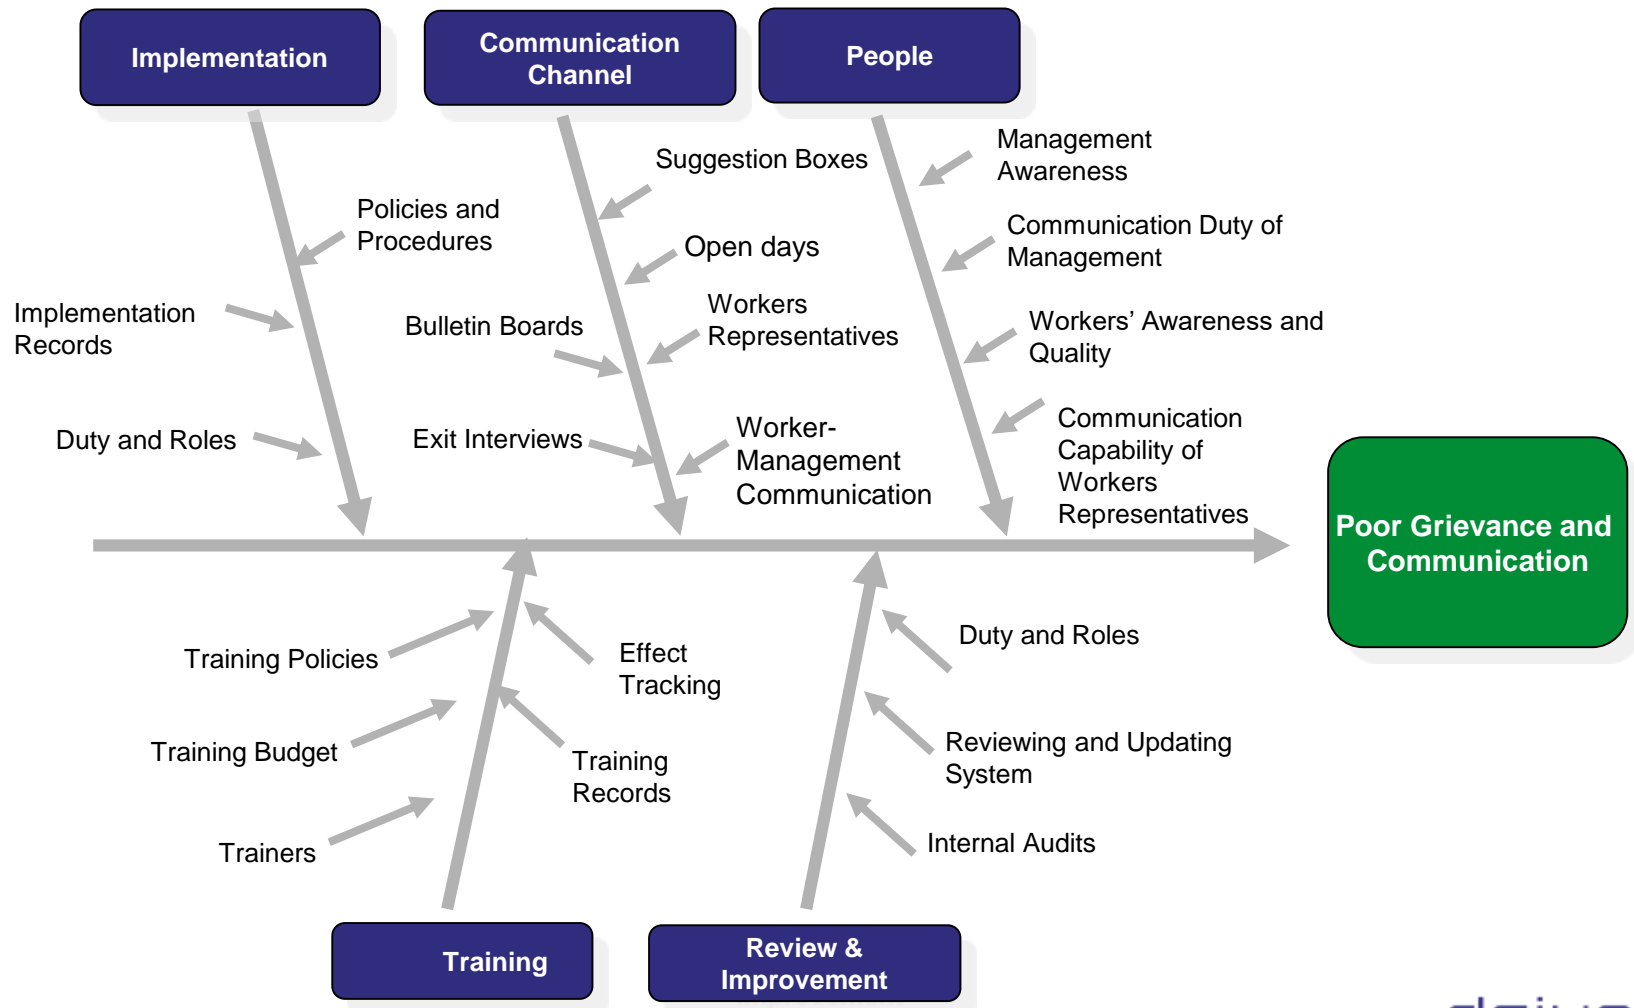 Implementation
Communication
Channel
People
Suggestion Boxes
Management
Awareness
Policies and
Procedures
Open days
Communication Duty of
Management
Implementation
Records
Bulletin Boards
Workers
Representatives
Workers’ Awareness and
Quality
Duty and Roles
Exit Interviews
Worker-
Management
Communication
Communication
Capability of
Workers
Representatives
Poor Grievance and
Communication
Training Policies
Effect
Tracking
Duty and Roles
Training Budget
Training
Records
Reviewing and Updating
System
Trainers
Internal Audits
Training
Review &
Improvement